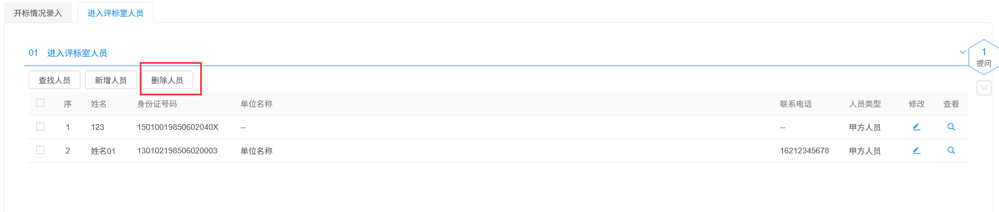 开标情况录入 进入评标室人员
01 进入评标室人员
1
提问
查找人员 新增人员 删除人员
序 姓名 身份证号码 单位名称 联系电话 人员类型 修改 查看
1 123 15010019850602040X -- -- 甲方人员
2 姓名01 130102198506020003 单位名称 16212345678 甲方人员